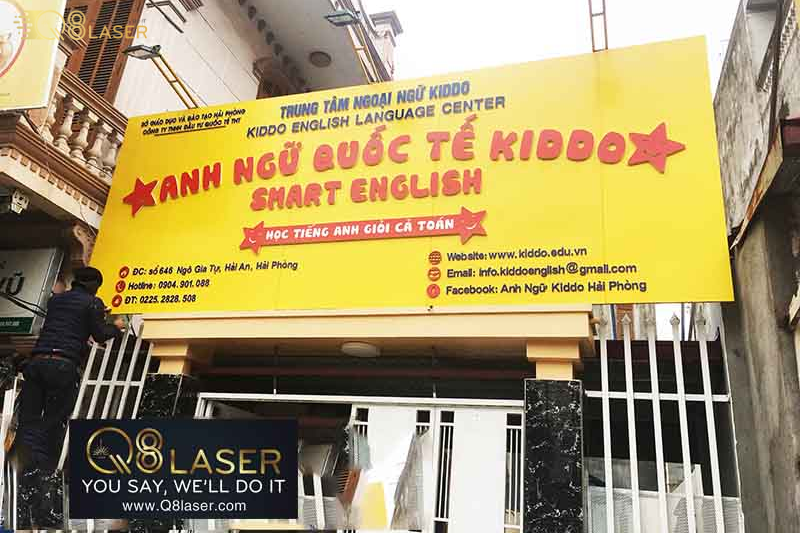 Q8LASER
SỞ GIÁO DỤC VÀ ĐÀO TẠO HẢI PHÒNG
CÔNG TY TNHH ĐẦU TƯ QUỐC TẾ THT
TRUNG TÂM NGOẠI NGỮ KIDDO
KIDDO ENGLISH LANGUAGE CENTER
ANH NGỮ QUỐC TẾ KIDDO
SMART ENGLISH
HỌC TIẾNG ANH GIỎI CẢ TOÁN
ĐC: số 646 Ngô Gia Tự, Hải An, Hải Phòng
Hotline: 0904.901.088
ĐT: 0225.2828.508
Website: www.kiddo.edu.vn
Email: info.kiddoenglish@gmail.com
Facebook: Anh Ngữ Kiddo Hải Phòng
Q8LASER
YOU SAY, WE'LL DO IT
www.Q8laser.com